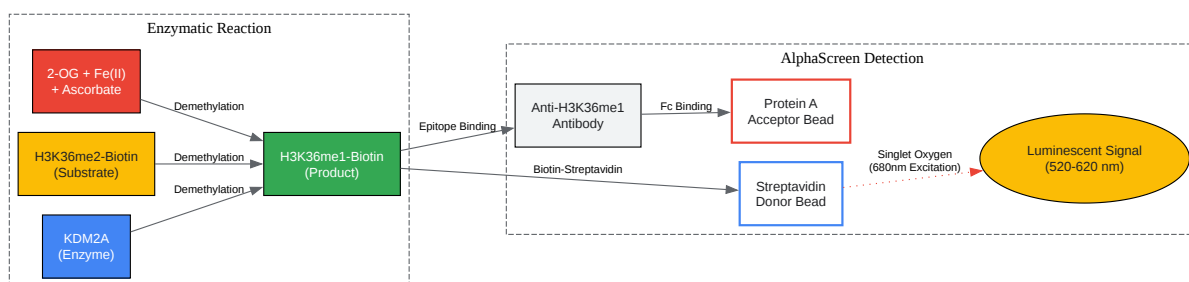 Enzymatic Reaction
2-OG + Fe(II)
+ Ascorbate
Demethylation
H3K36me2-Biotin
(Substrate)
Demethylation
KDM2A
(Enzyme)
Demethylation
H3K36me1-Biotin
(Product)
Epitope Binding
Biotin-Streptavidin
AlphaScreen Detection
Anti-H3K36me1
Antibody
Fc Binding
Protein A
Acceptor Bead
Streptavidin
Donor Bead
Singlet Oxygen
(680nm Excitation)
Luminescent Signal
(520-620 nm)